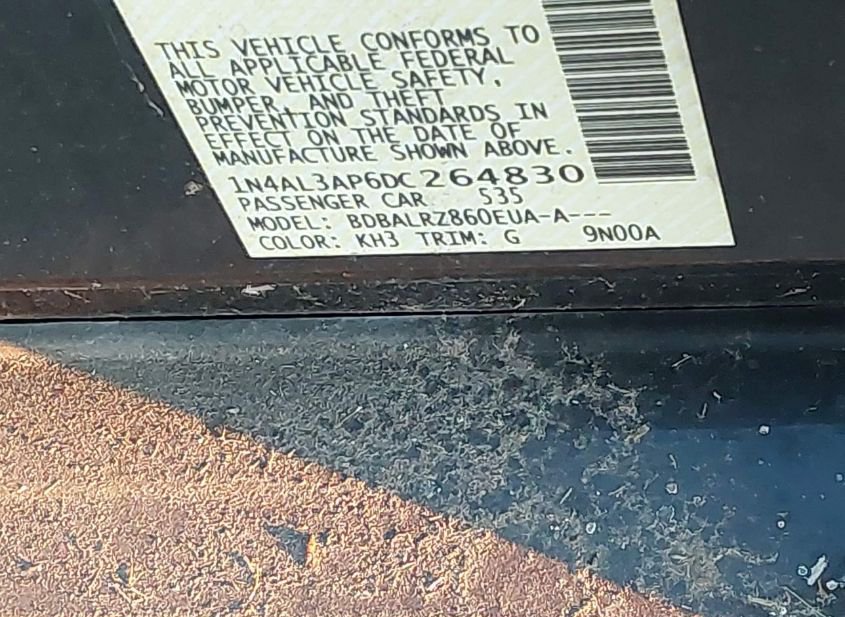 THIS VEHICLE CONFORMS TO
ALL APPLICABLE FEDERAL
MOTOR VEHICLE SAFETY,
BUMPER, AND THEFT
PREVENTION STANDARDS IN
EFFECT ON THE DATE OF
MANUFACTURE SHOWN ABOVE.
1N4AL3AP6DC264830
PASSENGER CAR 535
MODEL: BDBALRZ860EUA-A---
COLOR: KH3 TRIM: G 9N00A